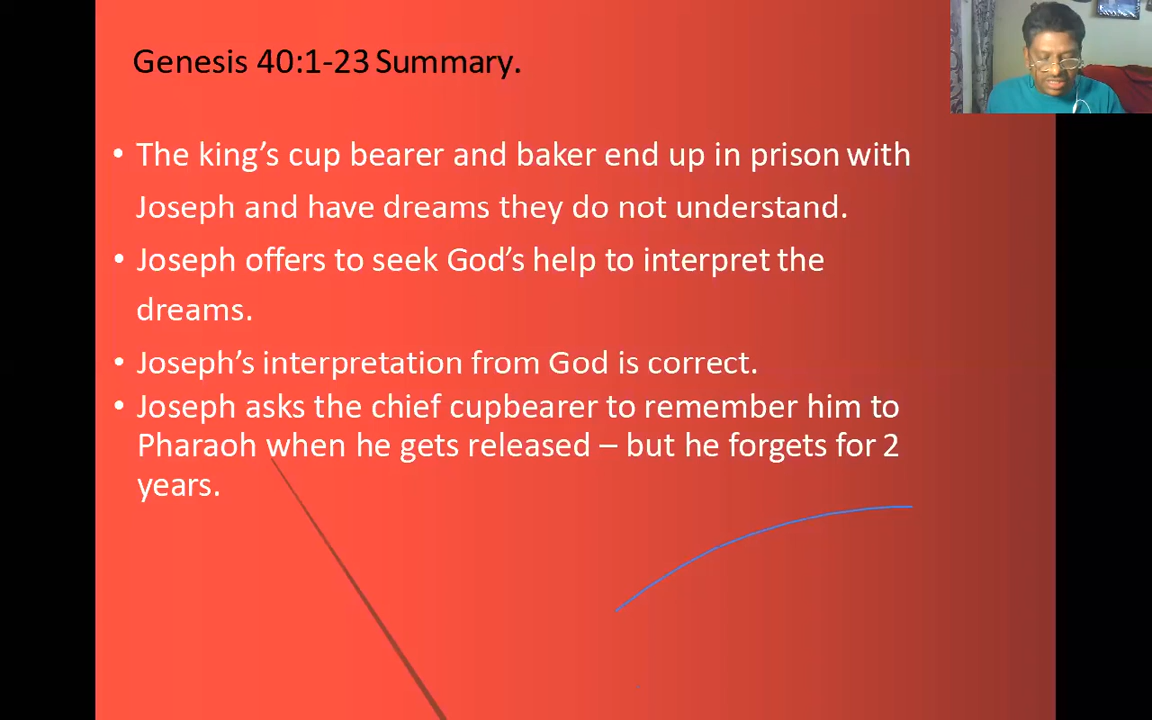 Genesis 40:1-23 Summary.
• The king's cup bearer and baker end up in prison with
Joseph and have dreams they do not understand.
• Joseph offers to seek God's help to interpret the
dreams.
• Joseph's interpretation from God is correct.
• Joseph asks the chief cupbearer to remember him to
Pharaoh when he gets released – but he forgets for 2
years.